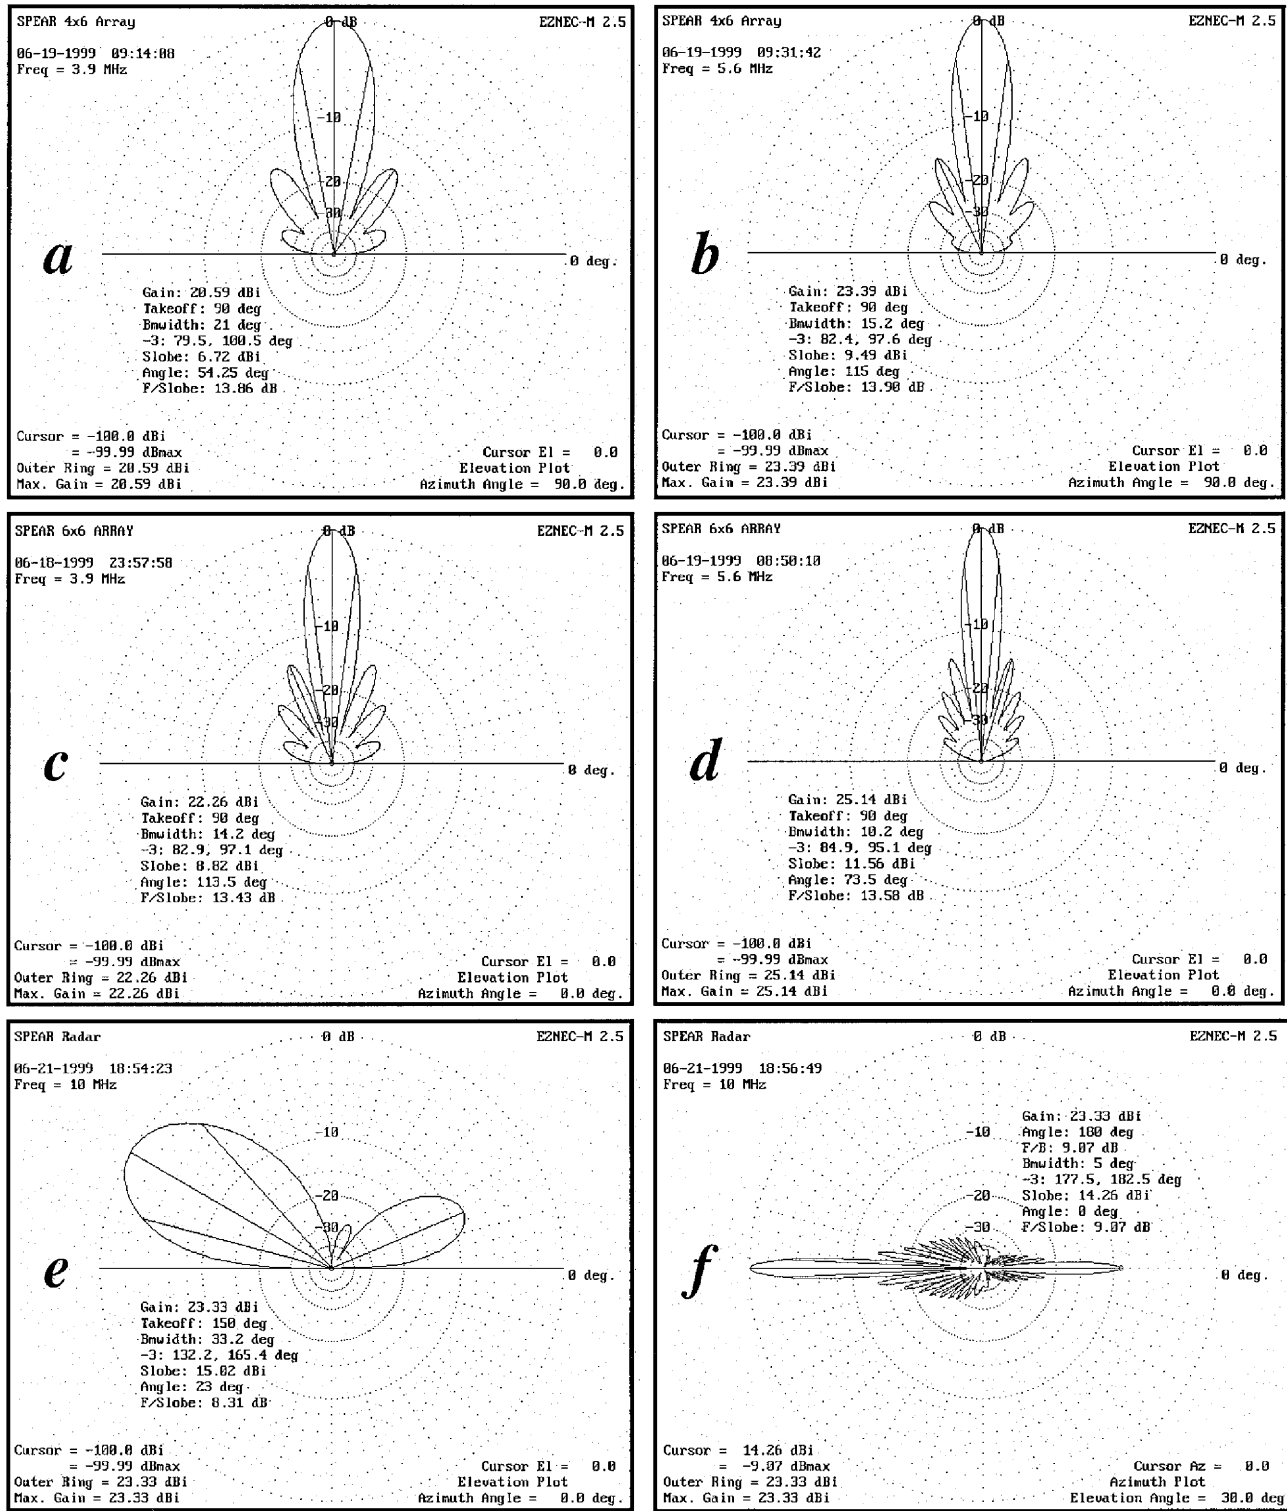 SPEAR 4x6 Array
0 dB
EZNEC-M 2.5
06-19-1999 09:14:08
Freq = 3.9 MHz
-10
-20
-30
a
0 deg.
Gain: 20.59 dBi
Takeoff: 90 deg
Bmwidth: 21 deg
-3: 79.5, 100.5 deg
Slobe: 6.72 dBi
Angle: 54.25 deg
F/Slobe: 13.86 dB
Cursor = -100.0 dBi
= -99.99 dBmax
Outer Ring = 20.59 dBi
Max. Gain = 20.59 dBi
Cursor El = 0.0
Elevation Plot
Azimuth Angle = 90.0 deg.
SPEAR 4x6 Array
0 dB
EZNEC-M 2.5
06-19-1999 09:31:42
Freq = 5.6 MHz
-10
-20
-30
b
0 deg.
Gain: 23.39 dBi
Takeoff: 90 deg
Bmwidth: 15.2 deg
-3: 82.4, 97.6 deg
Slobe: 9.49 dBi
Angle: 115 deg
F/Slobe: 13.90 dB
Cursor = -100.0 dBi
= -99.99 dBmax
Outer Ring = 23.39 dBi
Max. Gain = 23.39 dBi
Cursor El = 0.0
Elevation Plot
Azimuth Angle = 90.0 deg.
SPEAR 6x6 ARRAY
0 dB
EZNEC-M 2.5
06-18-1999 23:57:58
Freq = 3.9 MHz
-10
-20
-30
c
0 deg.
Gain: 22.26 dBi
Takeoff: 90 deg
Bmwidth: 14.2 deg
-3: 82.9, 97.1 deg
Slobe: 8.82 dBi
Angle: 113.5 deg
F/Slobe: 13.43 dB
Cursor = -100.0 dBi
= -99.99 dBmax
Outer Ring = 22.26 dBi
Max. Gain = 22.26 dBi
Cursor El = 0.0
Elevation Plot
Azimuth Angle = 0.0 deg.
SPEAR 6x6 ARRAY
0 dB
EZNEC-M 2.5
06-19-1999 08:50:10
Freq = 5.6 MHz
-10
-20
-30
d
0 deg.
Gain: 25.14 dBi
Takeoff: 90 deg
Bmwidth: 10.2 deg
-3: 84.9, 95.1 deg
Slobe: 11.56 dBi
Angle: 73.5 deg
F/Slobe: 13.58 dB
Cursor = -100.0 dBi
= -99.99 dBmax
Outer Ring = 25.14 dBi
Max. Gain = 25.14 dBi
Cursor El = 0.0
Elevation Plot
Azimuth Angle = 0.0 deg.
SPEAR Radar
0 dB
EZNEC-M 2.5
06-21-1999 18:54:23
Freq = 10 MHz
-10
-20
-30
e
0 deg.
Gain: 23.33 dBi
Takeoff: 150 deg
Bmwidth: 33.2 deg
-3: 132.2, 165.4 deg
Slobe: 15.02 dBi
Angle: 23 deg
F/Slobe: 8.31 dB
Cursor = -100.0 dBi
= -99.99 dBmax
Outer Ring = 23.33 dBi
Max. Gain = 23.33 dBi
Cursor El = 0.0
Elevation Plot
Azimuth Angle = 0.0 deg.
SPEAR Radar
0 dB
EZNEC-M 2.5
06-21-1999 18:56:49
Freq = 10 MHz
Gain: 23.33 dBi
Angle: 180 deg
F/B: 9.07 dB
Bmwidth: 5 deg
-3: 177.5, 182.5 deg
Slobe: 14.26 dBi
Angle: 0 deg
F/Slobe: 9.07 dB
-10
-20
-30
f
0 deg.
Cursor = 14.26 dBi
= -9.07 dBmax
Outer Ring = 23.33 dBi
Max. Gain = 23.33 dBi
Cursor Az = 0.0
Azimuth Plot
Elevation Angle = 30.0 deg.